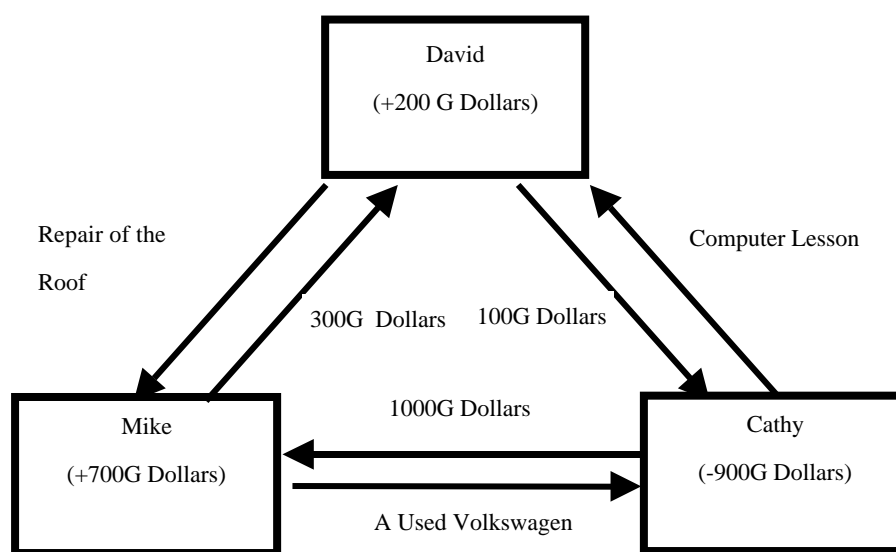 David
(+200 G Dollars)
Repair of the
Roof
Computer Lesson
300G Dollars
100G Dollars
1000G Dollars
Mike
(+700G Dollars)
Cathy
(-900G Dollars)
A Used Volkswagen